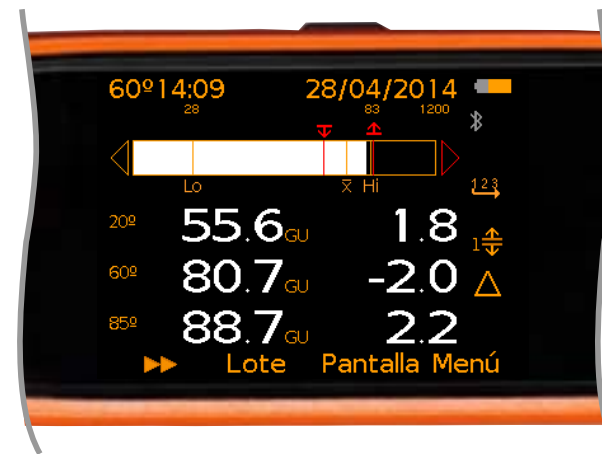 60º14:09 28/04/2014
28 83 1200
Lo x̅ Hi
123
20º 55.6GU 1.8
1
60º 80.7GU -2.0
85º 88.7GU 2.2
Lote Pantalla Menú